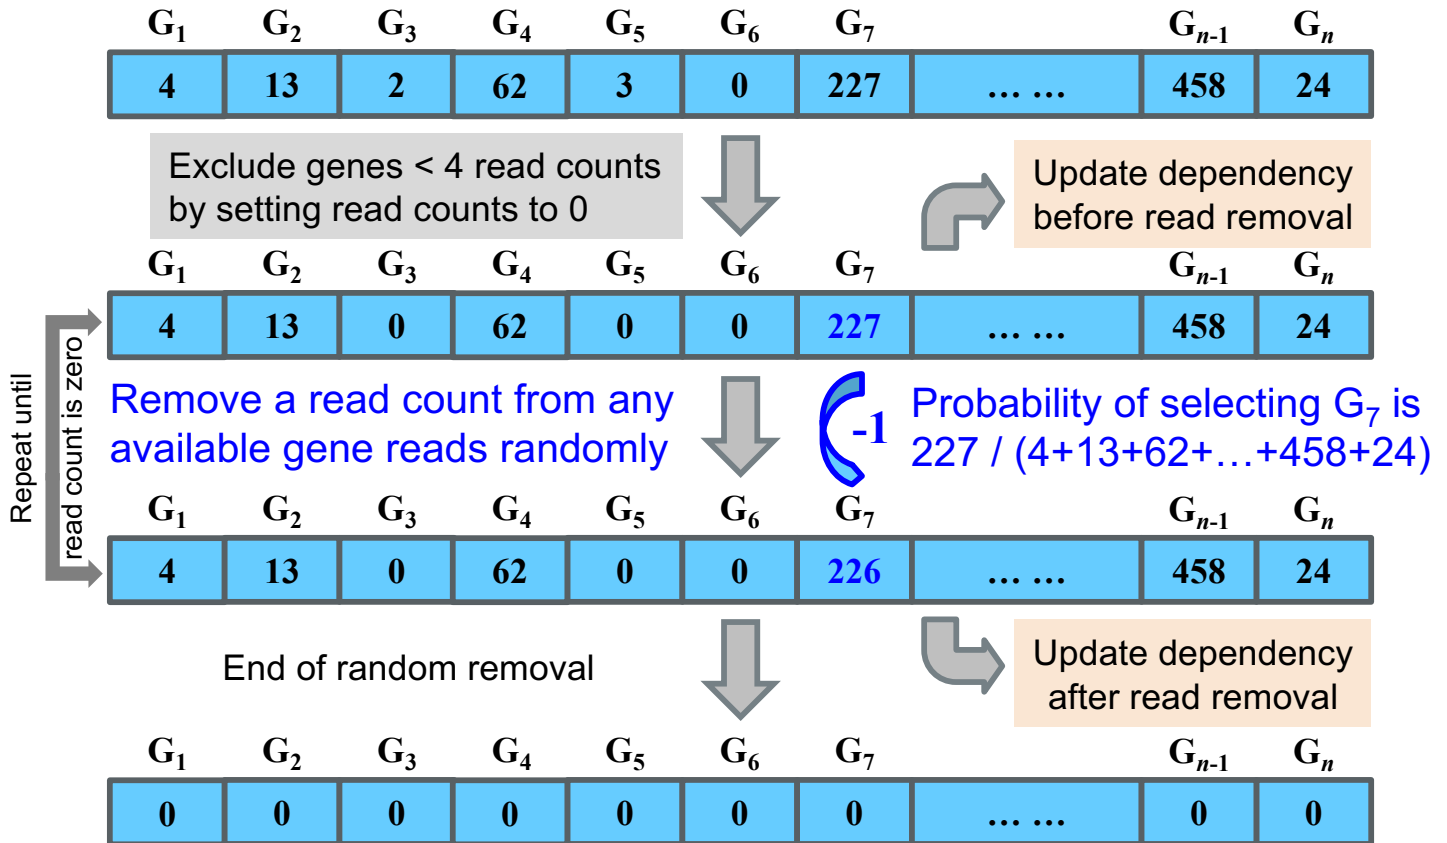 G1 G2 G3 G4 G5 G6 G7 Gn-1 Gn
4 13 2 62 3 0 227 … … 458 24
Exclude genes < 4 read counts
by setting read counts to 0
Update dependency
before read removal
G1 G2 G3 G4 G5 G6 G7 Gn-1 Gn
4 13 0 62 0 0 227 … … 458 24
Repeat until
read count is zero
Remove a read count from any
available gene reads randomly
-1
Probability of selecting G7 is
227 / (4+13+62+…+458+24)
G1 G2 G3 G4 G5 G6 G7 Gn-1 Gn
4 13 0 62 0 0 226 … … 458 24
End of random removal
Update dependency
after read removal
G1 G2 G3 G4 G5 G6 G7 Gn-1 Gn
0 0 0 0 0 0 0 … … 0 0